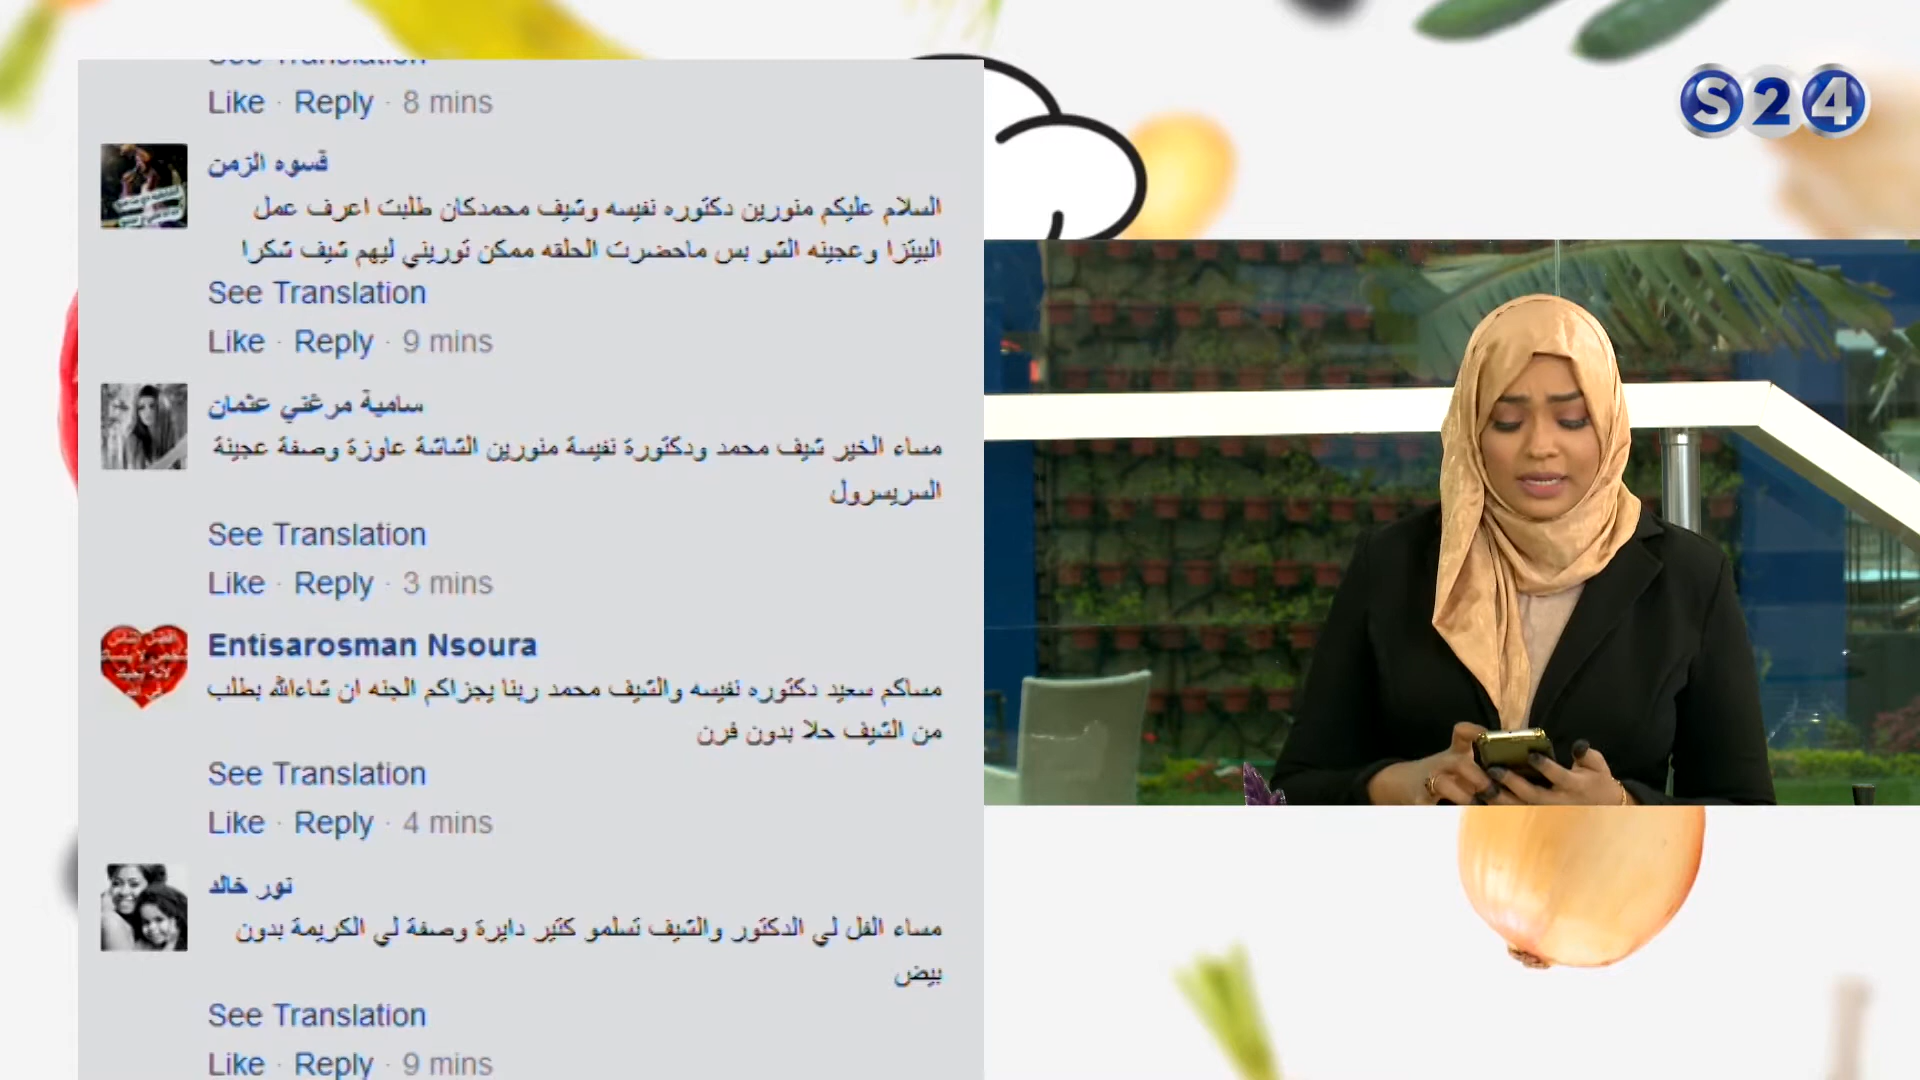 See Translation
Like · Reply · 8 mins
قسوه الزمن
السلام عليكم منورين دكتوره نفيسه وشيف محمدكان طلبت اعرف عمل
البيتزا وعجينه الشو بس ماحضرت الحلقه ممكن توريني ليهم شيف شكرا
See Translation
Like · Reply · 9 mins
سامية مرغني عثمان
مساء الخير شيف محمد ودكتورة نفيسة منورين الشاشة عاوزة وصفة عجينة
السريسرول
See Translation
Like · Reply · 3 mins
Entisarosman Nsoura
مساكم سعيد دكتوره نفيسه والشيف محمد ربنا يجزاكم الجنه ان شاءالله بطلب
من الشيف حلا بدون فرن
See Translation
Like · Reply · 4 mins
نور خالد
مساء الفل لي الدكتور والشيف تسلمو كتير دايرة وصفة لي الكريمة بدون
بيض
See Translation
Like · Reply · 9 mins
S24